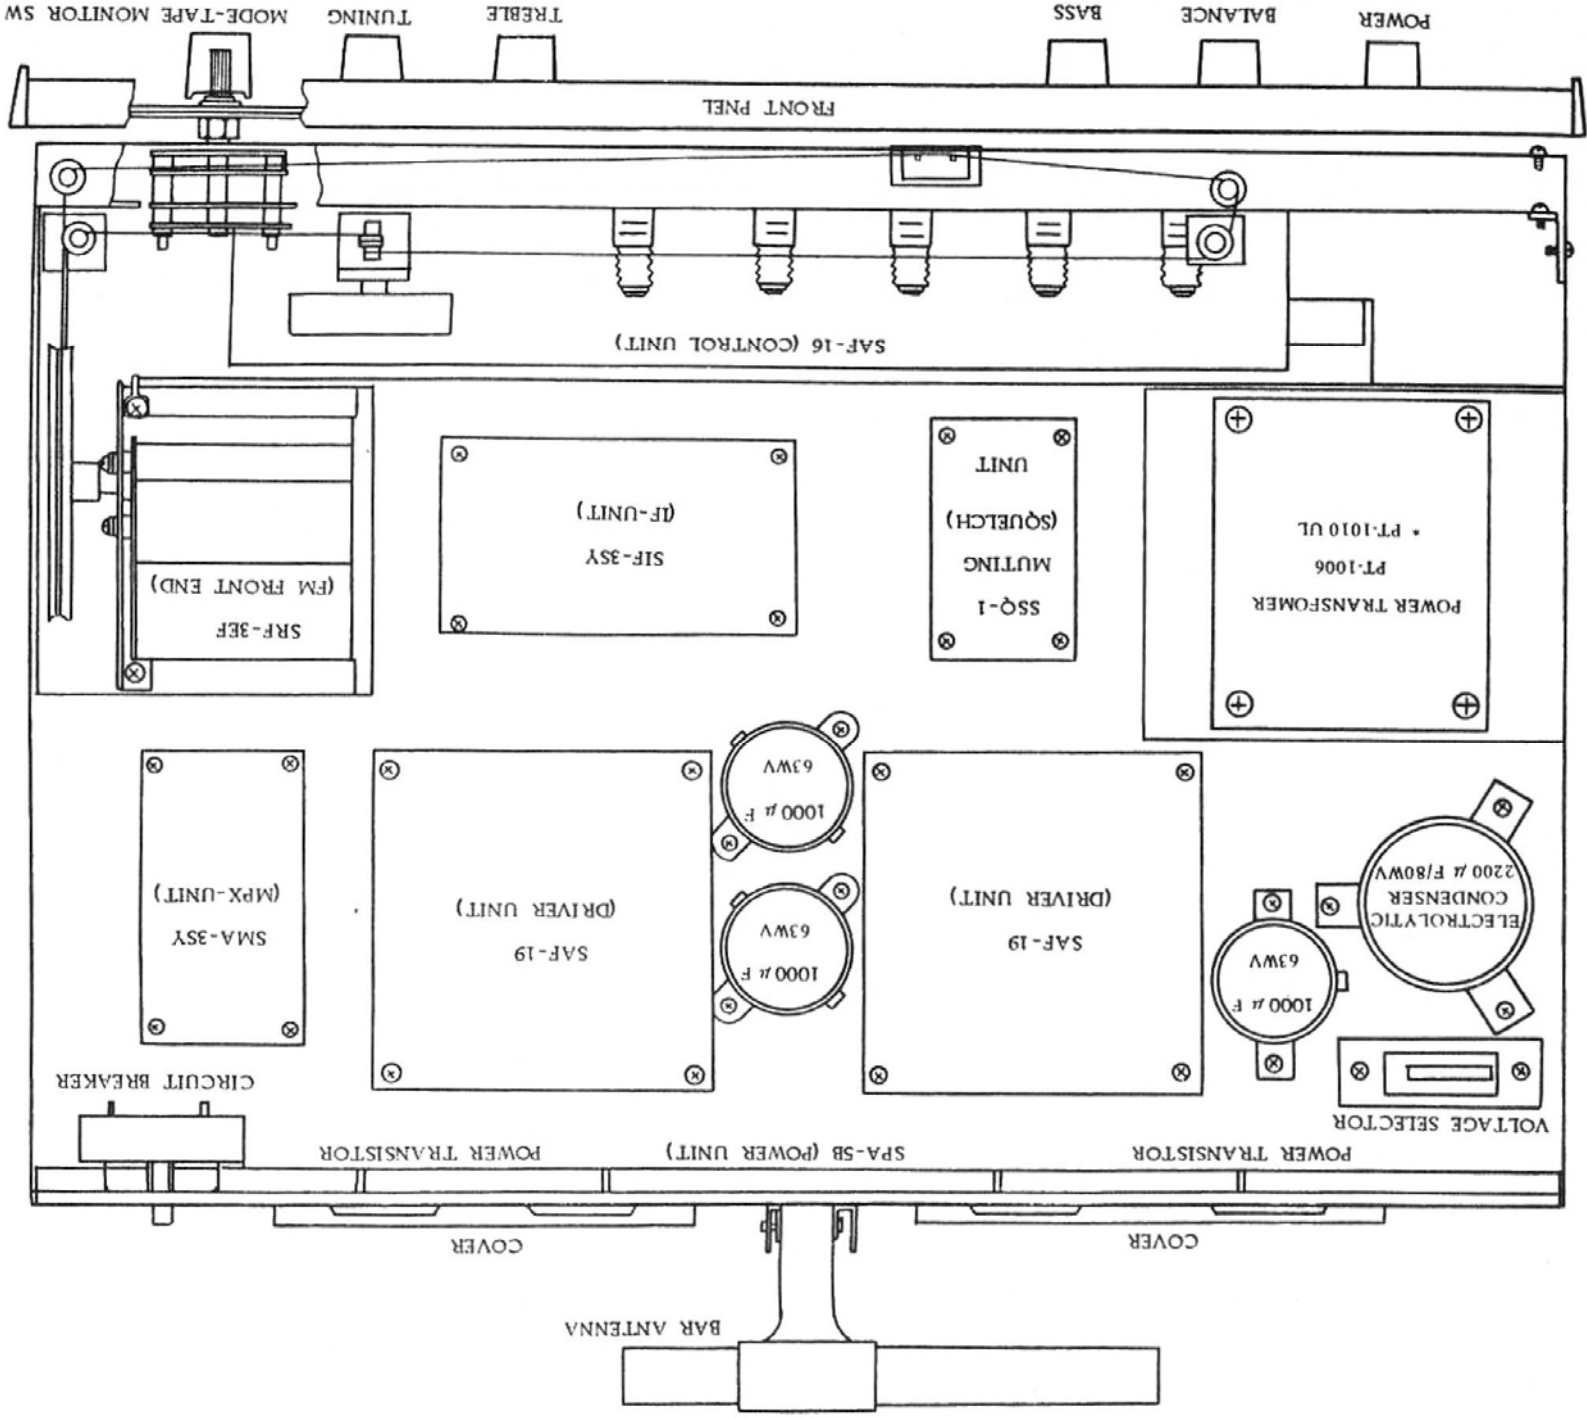 BAR ANTENNA
COVER
COVER
POWER TRANSISTOR
SPA-5B (POWER UNIT)
POWER TRANSISTOR
VOLTAGE SELECTOR
CIRCUIT BREAKER
1000 μ F
63WV
ELECTROLYTIC
CONDENSER
2200 μ F/80WV
SAF-19
(DRIVER UNIT)
1000 μ F
63WV
1000 μ F
63WV
SAF-19
(DRIVER UNIT)
SMA-3SY
(MPX-UNIT)
POWER TRANSFOMER
PT-1006
* PT-1010 UL
SSQ-1
MUTING
(SQUELCH)
UNIT
SIF-3SY
(IF-UNIT)
SRF-3EF
(FM FRONT END)
SAF-16 (CONTROL UNIT)
FRONT PNEL
POWER
BALANCE
BASS
TREBLE
TUNING
MODE-TAPE MONITOR SW